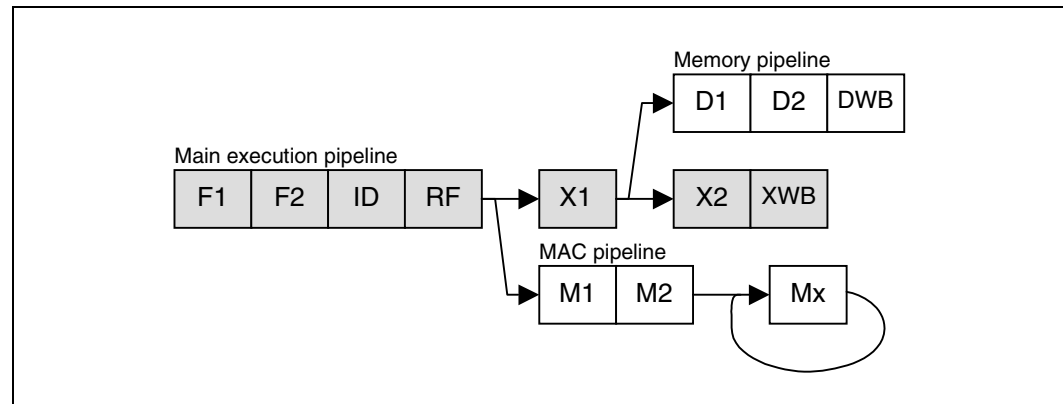 Memory pipeline
D1 D2 DWB
Main execution pipeline
F1 F2 ID RF X1 X2 XWB
MAC pipeline
M1 M2 Mx